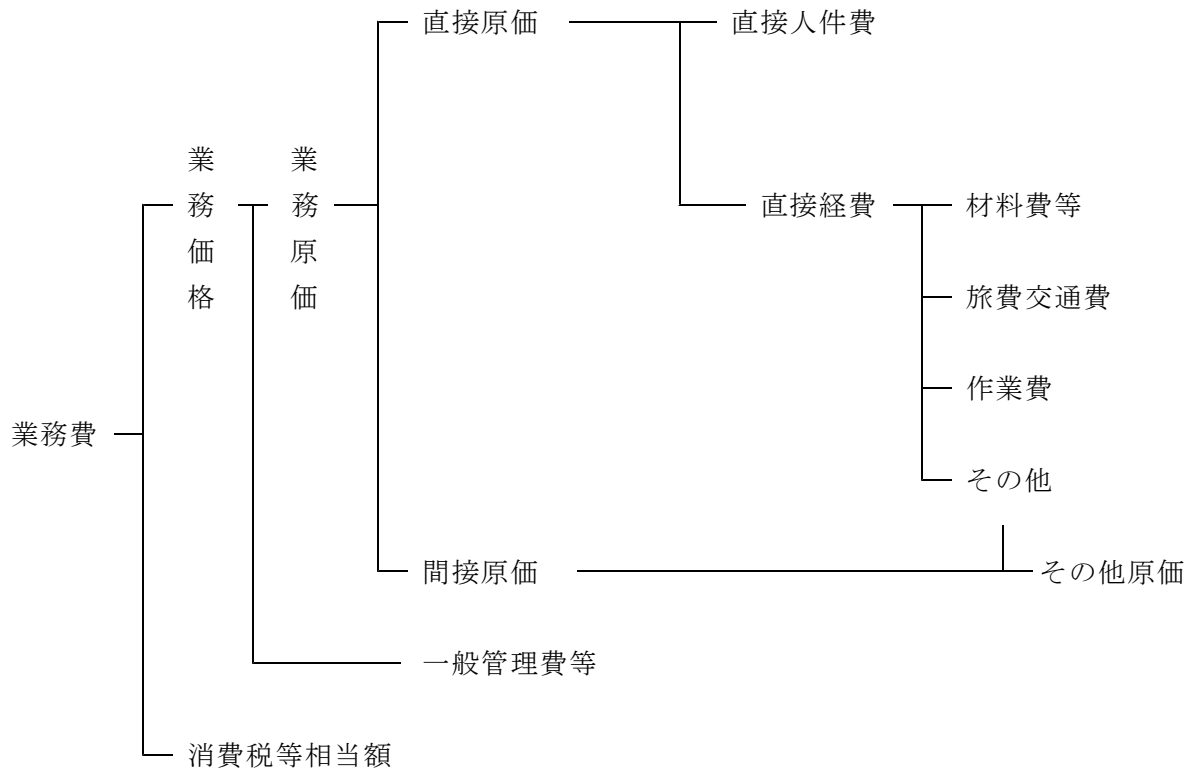 直接原価
直接人件費
業務価格
業務原価
直接経費
材料費等
旅費交通費
作業費
業務費
その他
間接原価
その他原価
一般管理費等
消費税等相当額